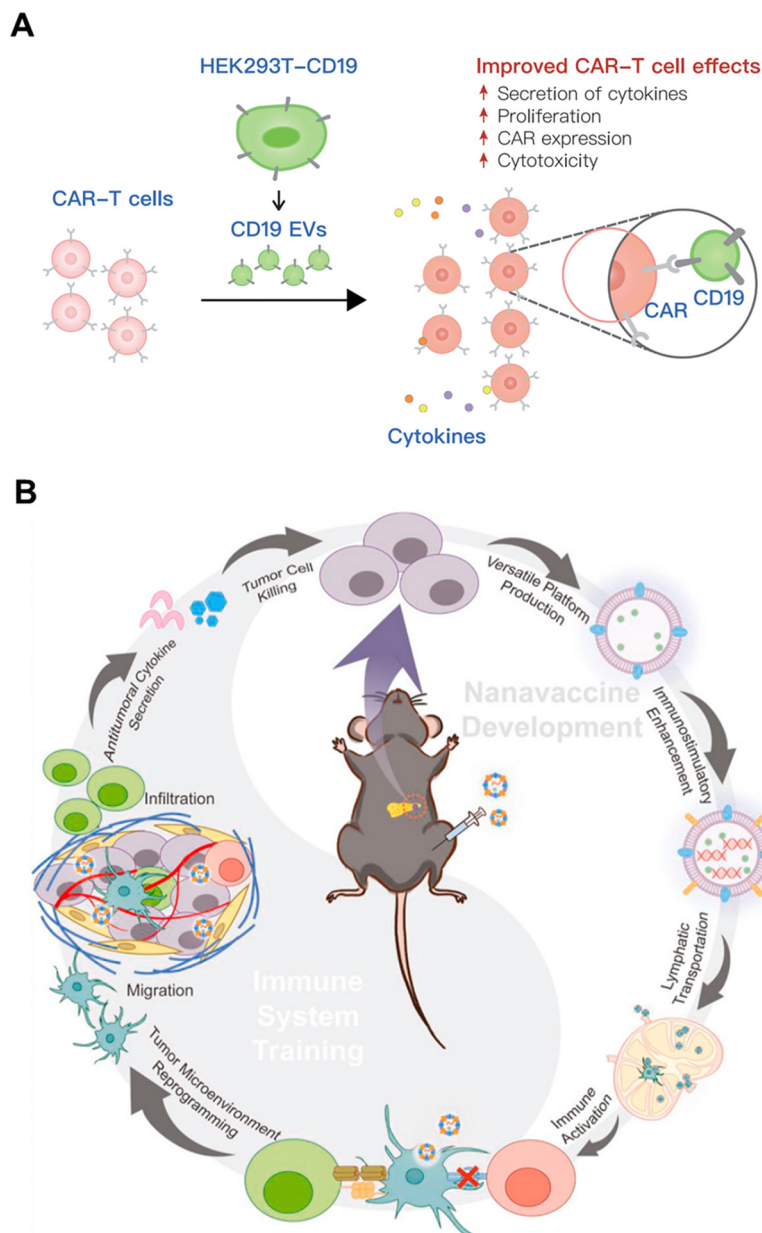 A
HEK293T-CD19
Improved CAR-T cell effects
Secretion of cytokines
Proliferation
CAR expression
Cytotoxicity
CAR-T cells
CD19 EVs
CAR
CD19
Cytokines
B
Tumor Cell
Killing
Versatile Platform
Production
Antitumoral Cytokine
Secretion
Nanavaccine
Development
Immunostimulatory
Enhancement
Infiltration
Lymphatic
Transportation
Migration
Immune
System
Training
Tumor Microenvironment
Reprogramming
Immune
Activation